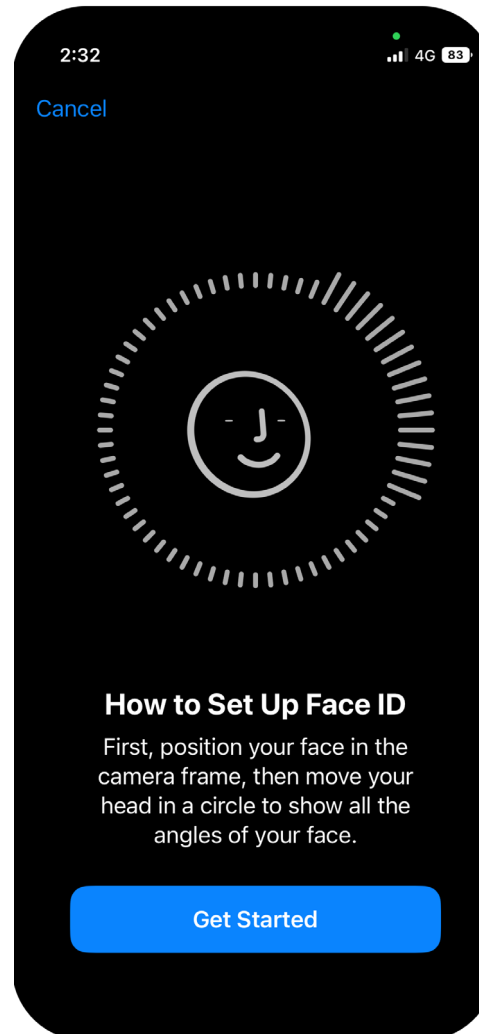 2:32
4G 83
Cancel
How to Set Up Face ID
First, position your face in the
camera frame, then move your
head in a circle to show all the
angles of your face.
Get Started